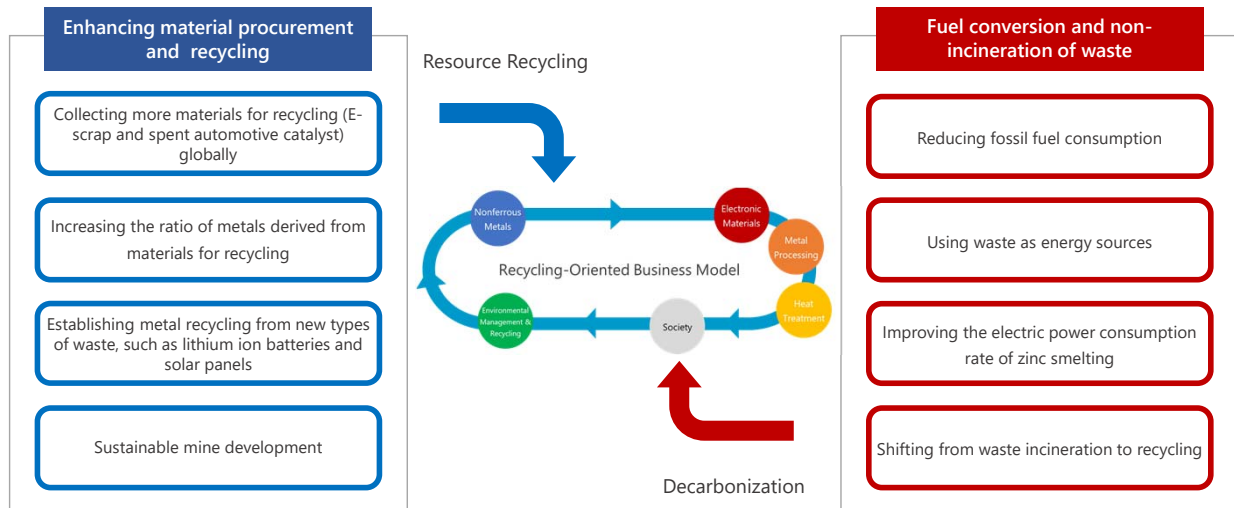 Enhancing material procurement
and recycling
Collecting more materials for recycling (E-
scrap and spent automotive catalyst)
globally
Increasing the ratio of metals derived from
materials for recycling
Establishing metal recycling from new types
of waste, such as lithium ion batteries and
solar panels
Sustainable mine development
Resource Recycling
Nonferrous
Metals
Electronic
Materials
Metal
Processing
Recycling-Oriented Business Model
Heat
Treatment
Environmental
Management &
Recycling
Society
Decarbonization
Fuel conversion and non-
incineration of waste
Reducing fossil fuel consumption
Using waste as energy sources
Improving the electric power consumption
rate of zinc smelting
Shifting from waste incineration to recycling